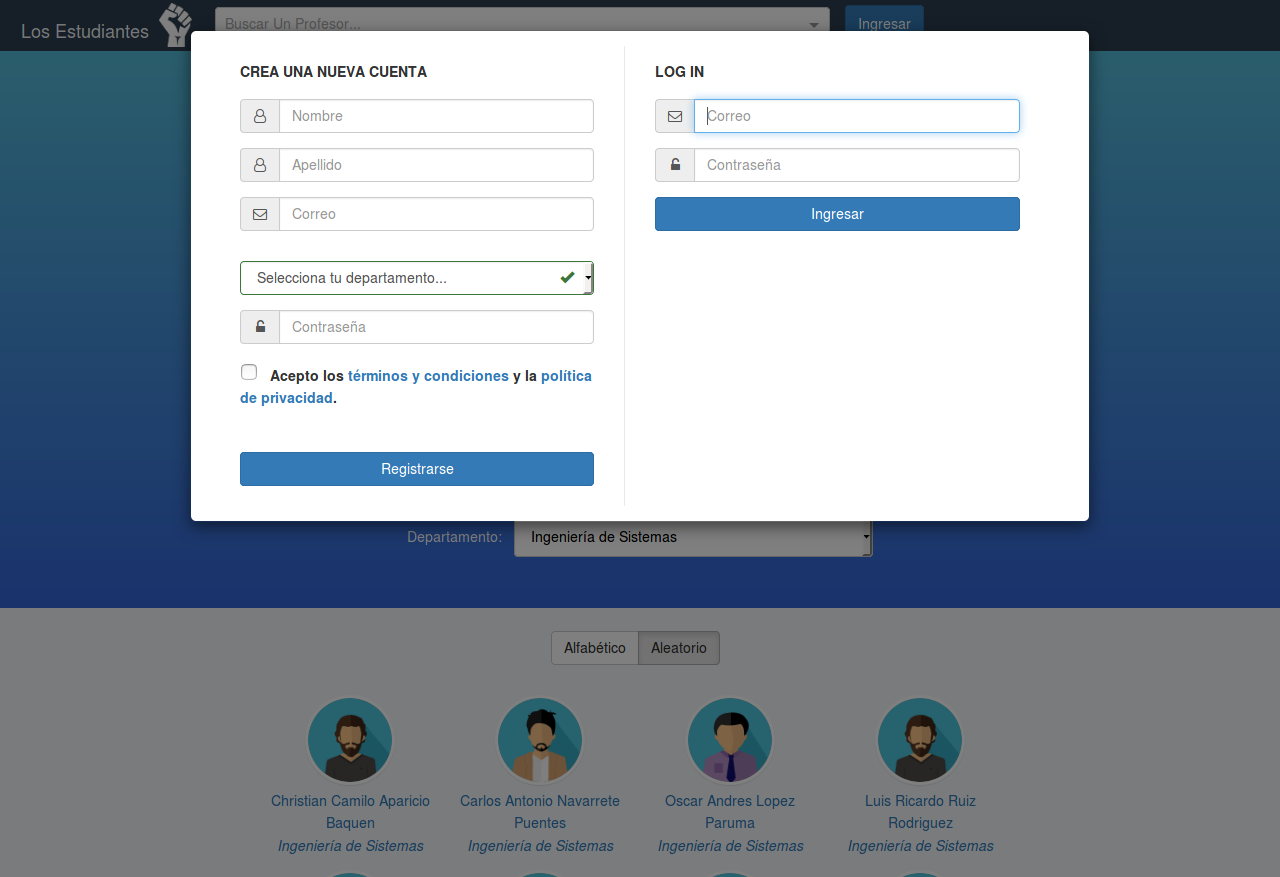 Los Estudiantes
Buscar Un Profesor...
Ingresar
CREA UNA NUEVA CUENTA
Nombre
Apellido
Correo
Selecciona tu departamento...
Contraseña
Acepto los términos y condiciones y la política
de privacidad.
Registrarse
LOG IN
Correo
Contraseña
Ingresar
Departamento:
Ingeniería de Sistemas
Alfabético
Aleatorio
Christian Camilo Aparicio
Baquen
Ingeniería de Sistemas
Carlos Antonio Navarrete
Puentes
Ingeniería de Sistemas
Oscar Andres Lopez
Paruma
Ingeniería de Sistemas
Luis Ricardo Ruiz
Rodriguez
Ingeniería de Sistemas